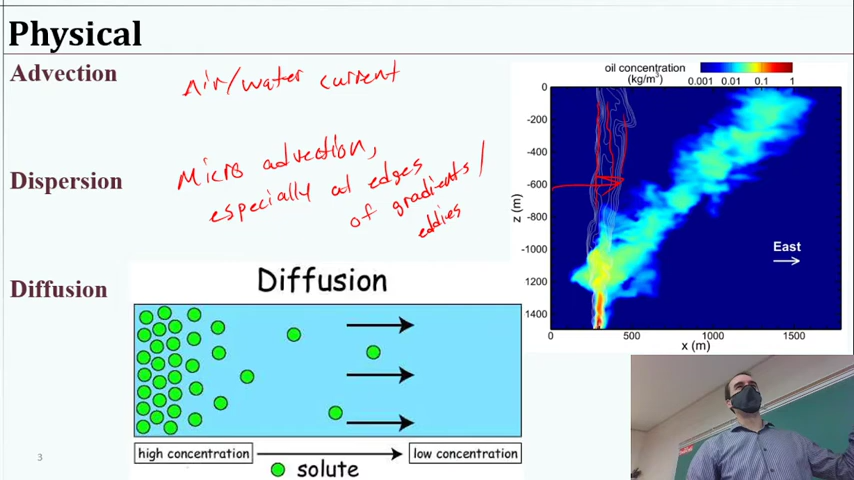 Physical
Advection
Air/water current
Dispersion
Micro advection,
especially at edges
of gradients/
eddies
Diffusion
Diffusion
high concentration
low concentration
solute
oil concentration
(kg/m³)
0.001 0.01 0.1 1
z (m)
0
-200
-400
-600
-800
-1000
1200
1400
East
0 500 1000 1500
x (m)
3